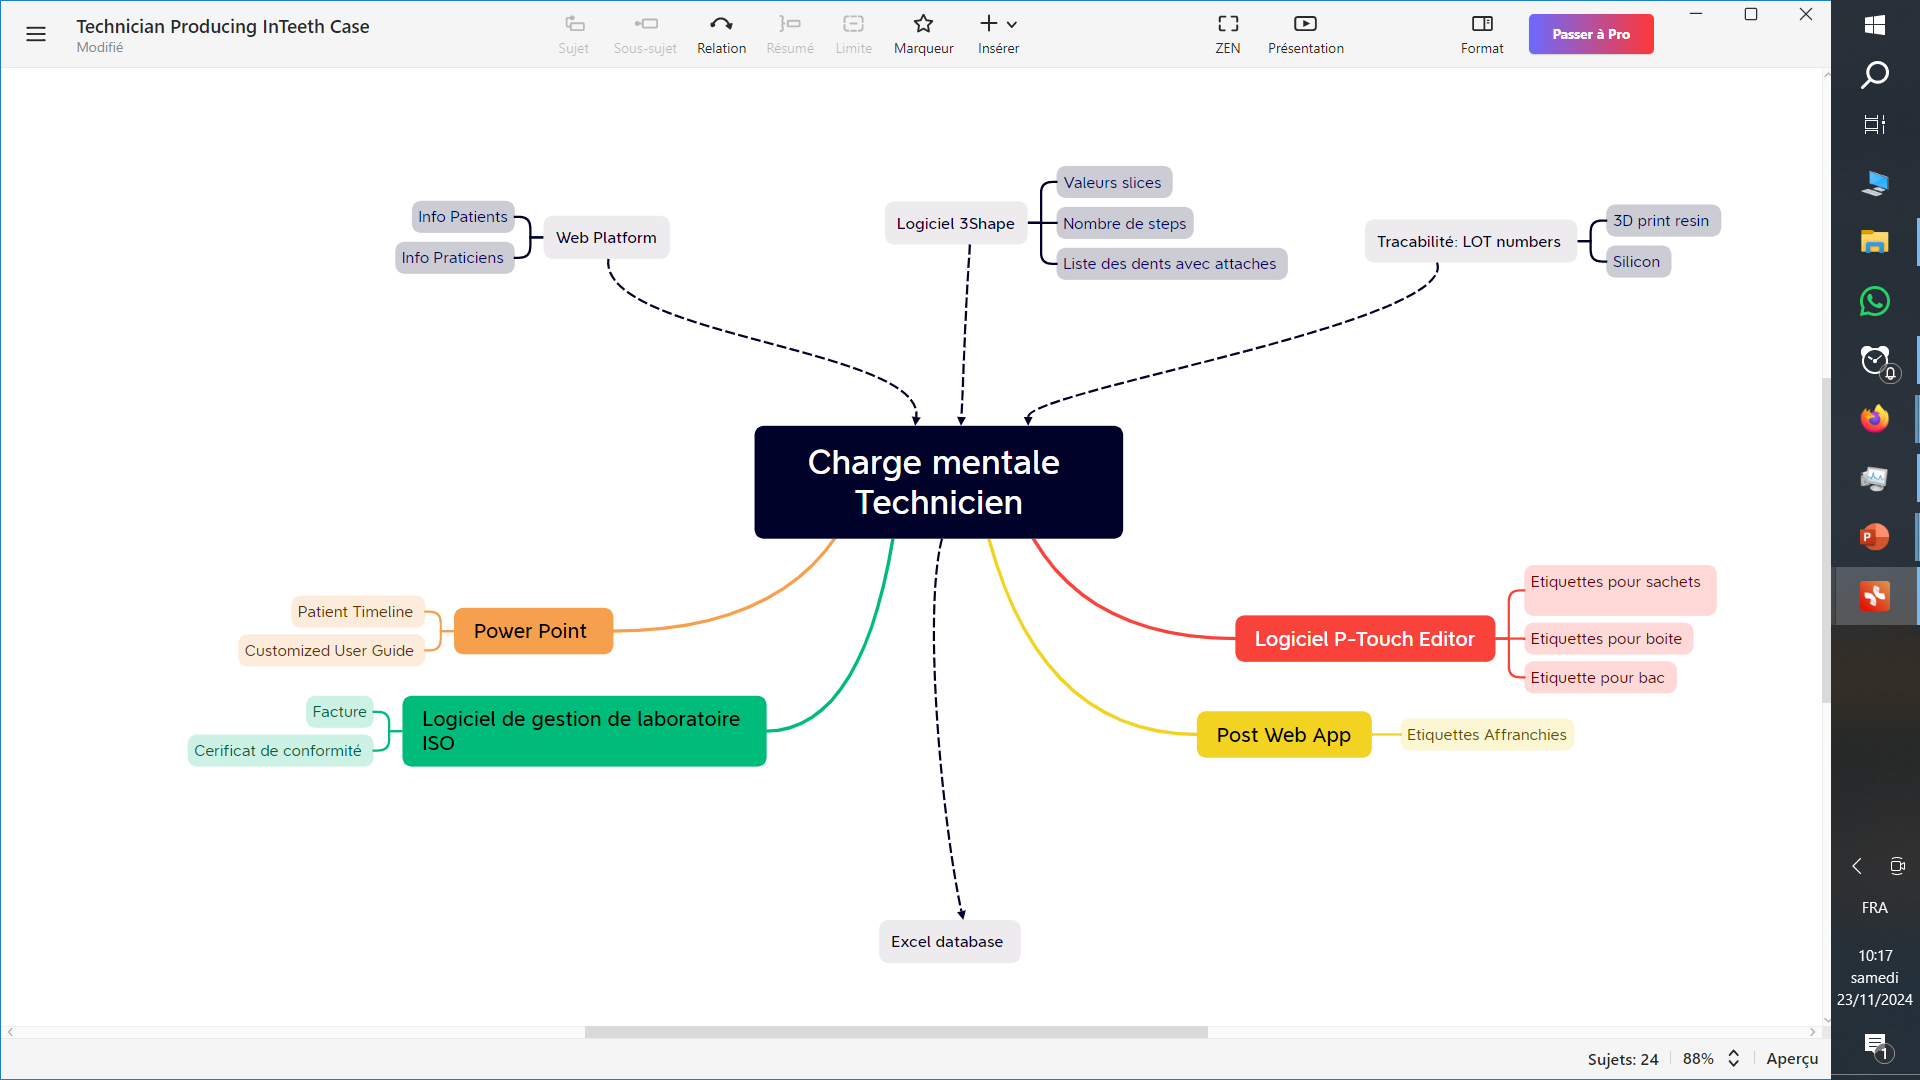 Technician Producing InTeeth Case
Modifié
Sujet
Sous-sujet
Relation
Résumé
Limite
Marqueur
Insérer
ZEN
Présentation
Format
Passer à Pro
Info Patients
Info Praticiens
Web Platform
Logiciel 3Shape
Valeurs slices
Nombre de steps
Liste des dents avec attaches
Tracabilité: LOT numbers
3D print resin
Silicon
Charge mentale
Technicien
Patient Timeline
Customized User Guide
Power Point
Facture
Cerificat de conformité
Logiciel de gestion de laboratoire
ISO
Logiciel P-Touch Editor
Etiquettes pour sachets
Etiquettes pour boite
Etiquette pour bac
Post Web App
Etiquettes Affranchies
Excel database
Sujets: 24
88%
Aperçu
P
FRA
10:17
samedi
23/11/2024
1